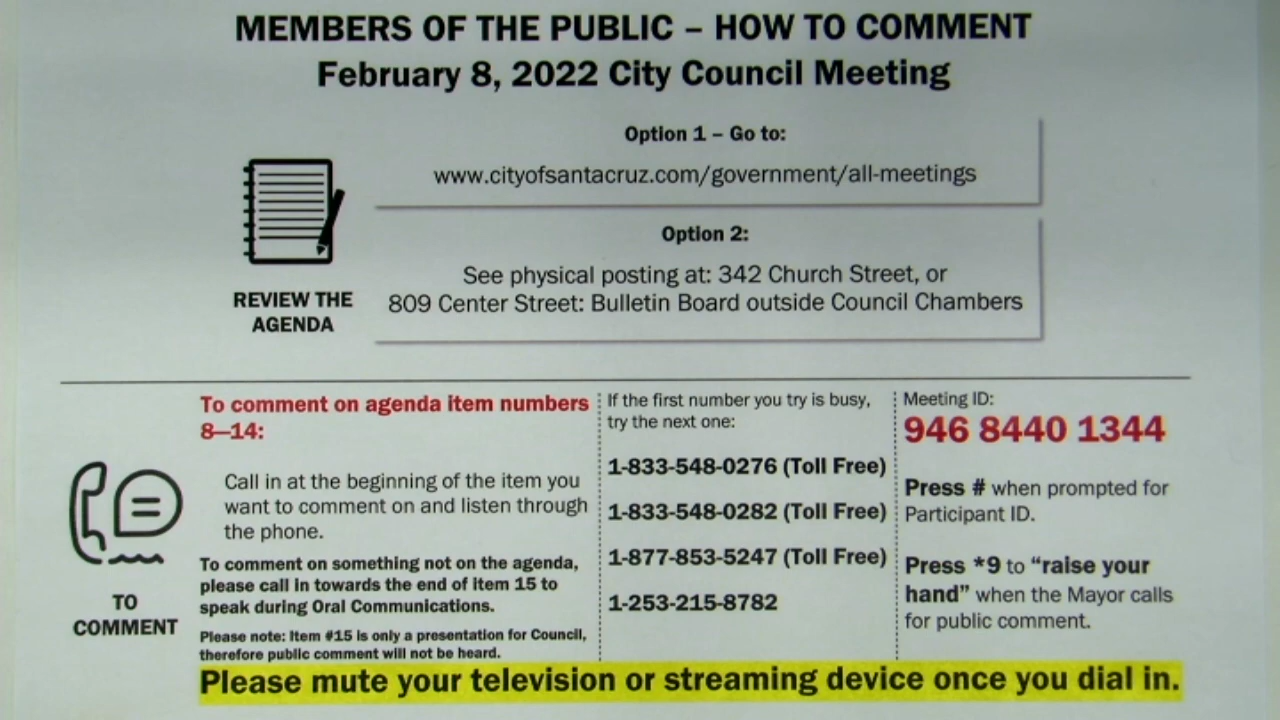 MEMBERS OF THE PUBLIC – HOW TO COMMENT
February 8, 2022 City Council Meeting
Option 1 – Go to:
www.cityofsantacruz.com/government/all-meetings
Option 2:
See physical posting at: 342 Church Street, or
809 Center Street: Bulletin Board outside Council Chambers
REVIEW THE
AGENDA
To comment on agenda item numbers
8—14:
Call in at the beginning of the item you
want to comment on and listen through
the phone.
To comment on something not on the agenda,
please call in towards the end of Item 15 to
speak during Oral Communications.
Please note: Item #15 is only a presentation for Council,
therefore public comment will not be heard.
TO
COMMENT
If the first number you try is busy,
try the next one:
1-833-548-0276 (Toll Free)
1-833-548-0282 (Toll Free)
1-877-853-5247 (Toll Free)
1-253-215-8782
Meeting ID:
946 8440 1344
Press # when prompted for
Participant ID.
Press *9 to “raise your
hand” when the Mayor calls
for public comment.
Please mute your television or streaming device once you dial in.